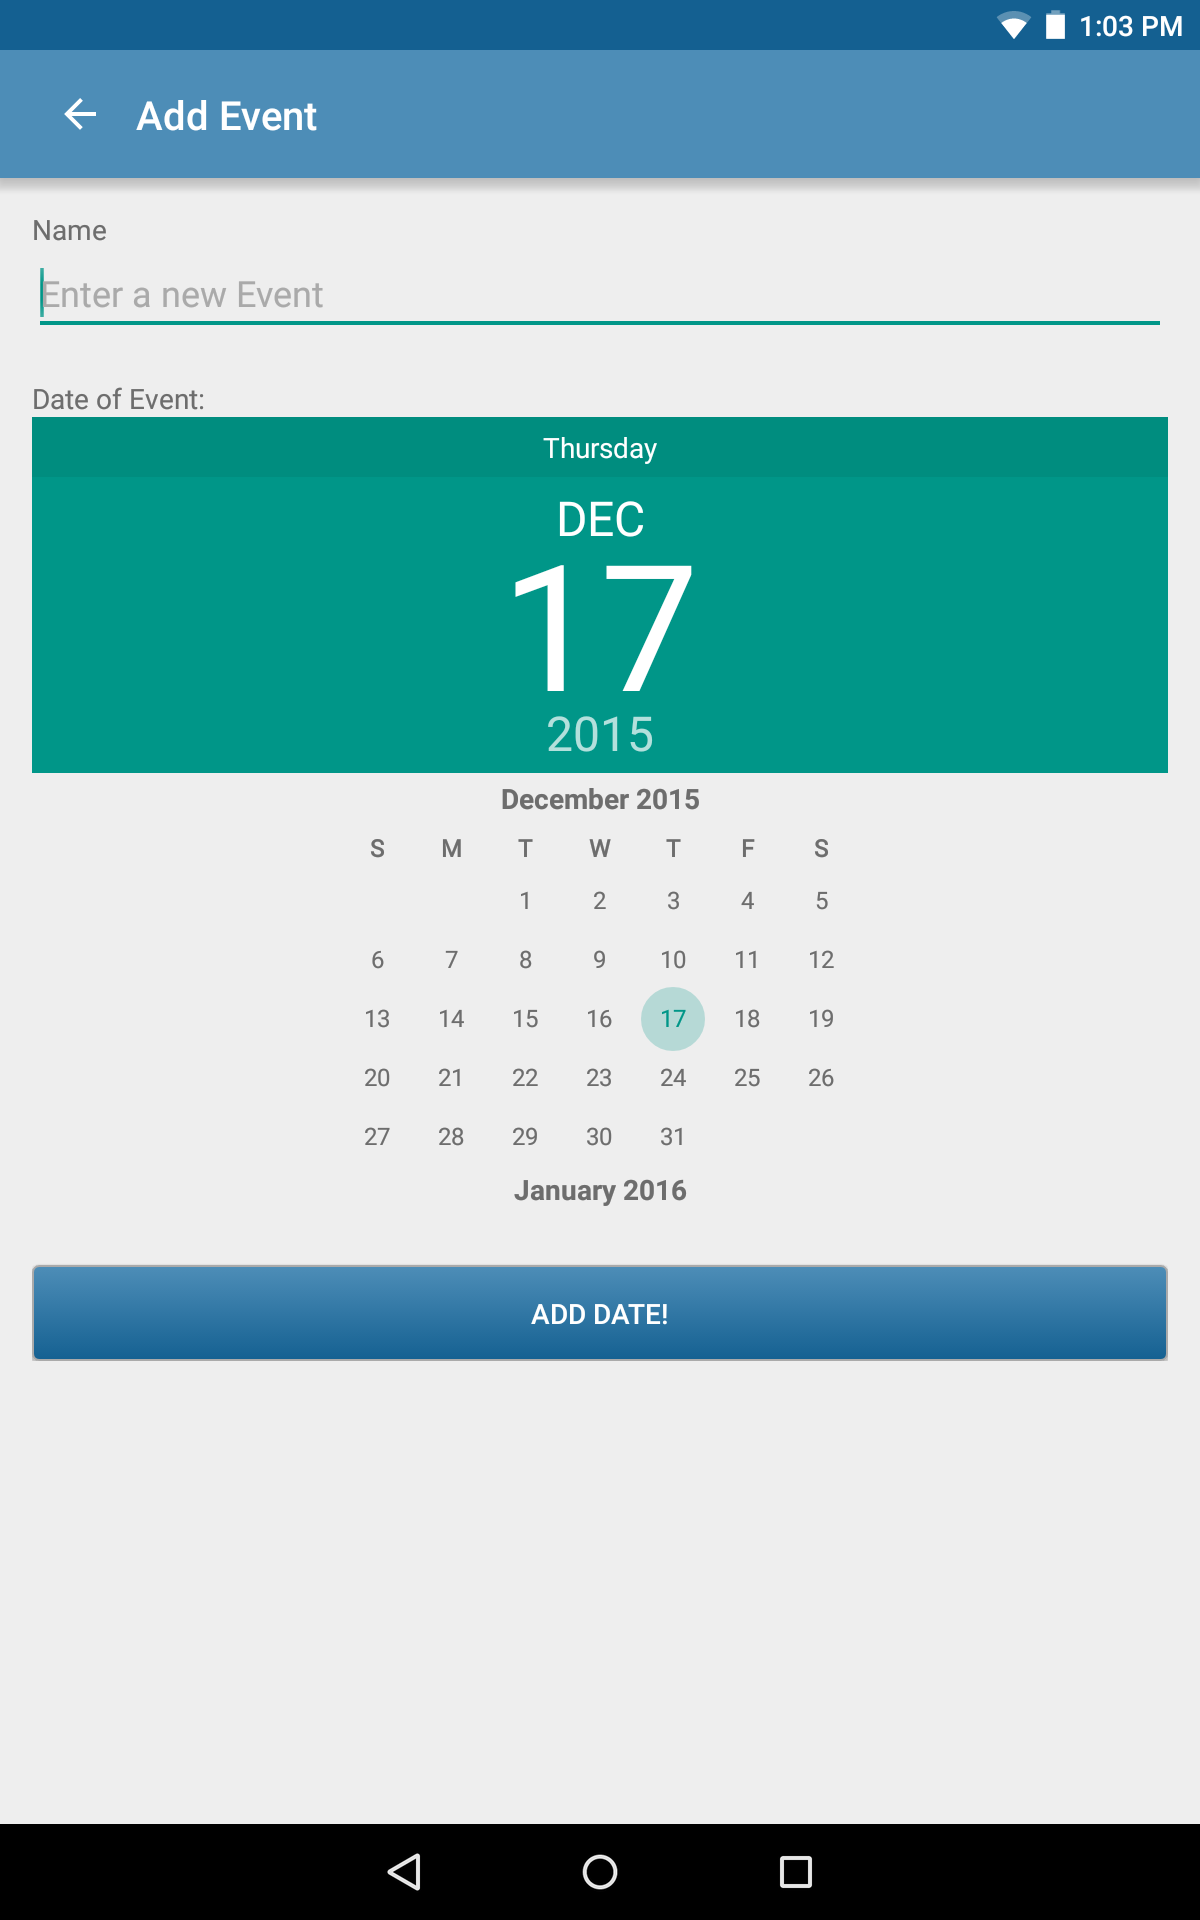 1:03 PM
Add Event
Name
Enter a new Event
Date of Event:
Thursday
DEC
17
2015
December 2015
S M T W T F S
1 2 3 4 5
6 7 8 9 10 11 12
13 14 15 16 17 18 19
20 21 22 23 24 25 26
27 28 29 30 31
January 2016
ADD DATE!